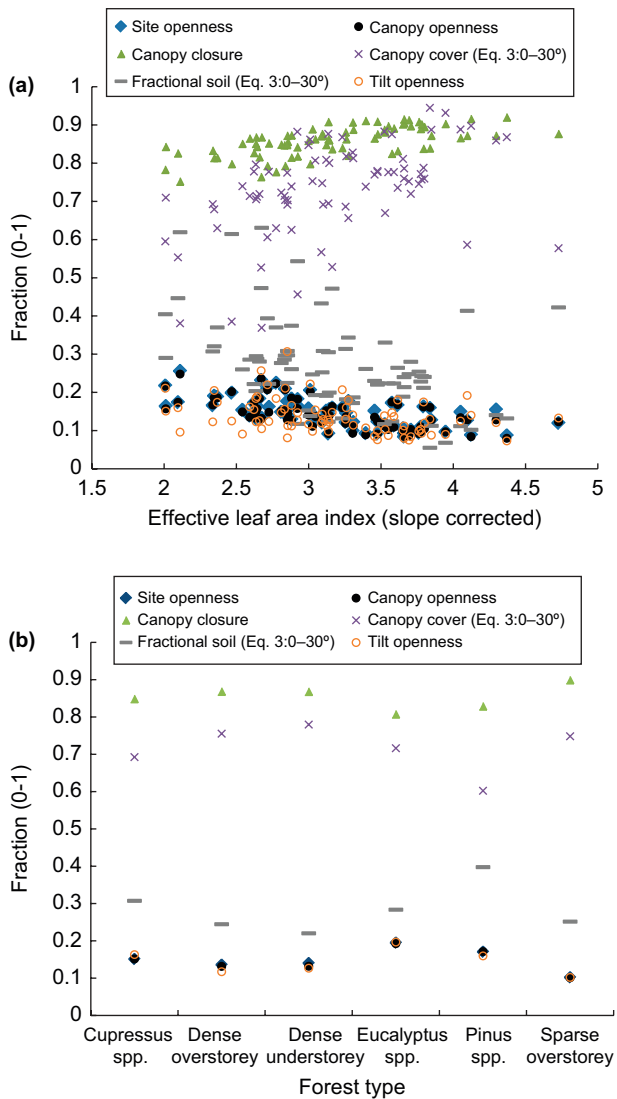 Site openness
Canopy openness
Canopy closure
Canopy cover (Eq. 3:0–30º)
Fractional soil (Eq. 3:0–30º)
Tilt openness
(a)
1
0.9
0.8
0.7
0.6
0.5
0.4
0.3
0.2
0.1
0
Fraction (0-1)
1.5 2 2.5 3 3.5 4 4.5 5
Effective leaf area index (slope corrected)
Site openness
Canopy openness
Canopy closure
Canopy cover (Eq. 3:0–30º)
Fractional soil (Eq. 3:0–30º)
Tilt openness
(b)
1
0.9
0.8
0.7
0.6
0.5
0.4
0.3
0.2
0.1
0
Fraction (0-1)
Cupressus spp.
Dense overstorey
Dense understorey
Eucalyptus spp.
Pinus spp.
Sparse overstorey
Forest type